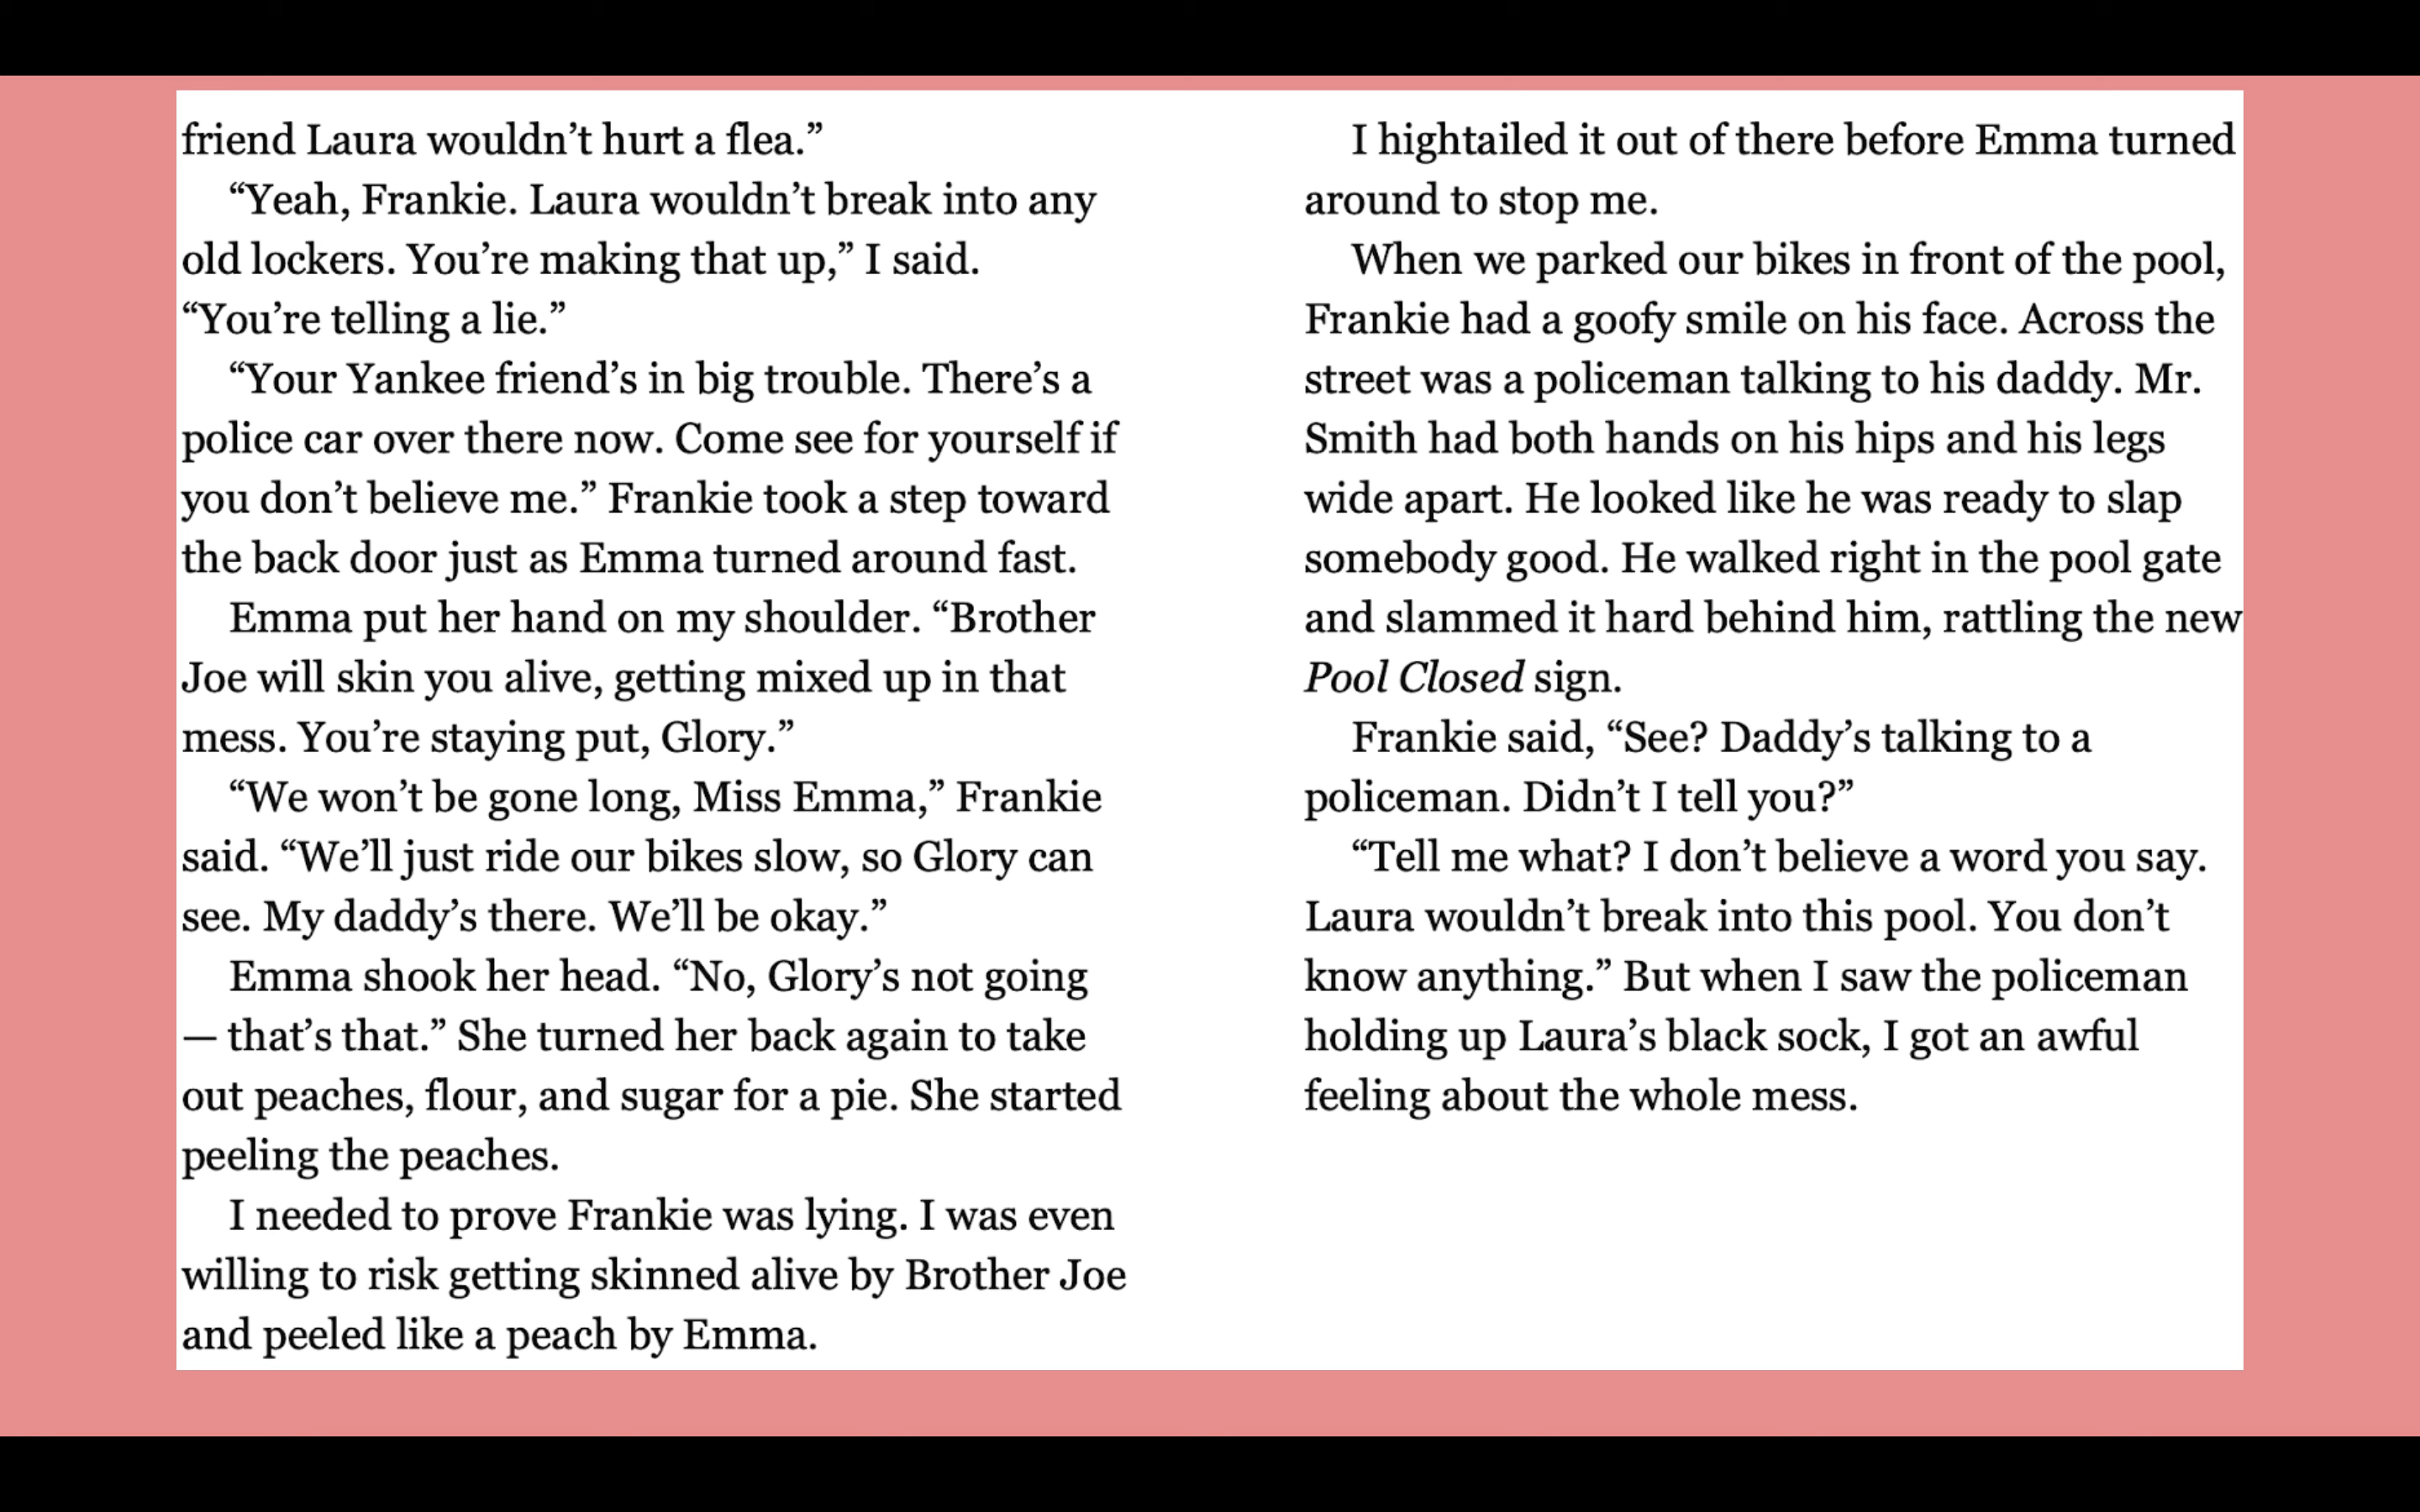 friend Laura wouldn’t hurt a flea.”
“Yeah, Frankie. Laura wouldn’t break into any
old lockers. You’re making that up,” I said.
“You’re telling a lie.”
“Your Yankee friend’s in big trouble. There’s a
police car over there now. Come see for yourself if
you don’t believe me.” Frankie took a step toward
the back door just as Emma turned around fast.
Emma put her hand on my shoulder. “Brother
Joe will skin you alive, getting mixed up in that
mess. You’re staying put, Glory.”
“We won’t be gone long, Miss Emma,” Frankie
said. “We’ll just ride our bikes slow, so Glory can
see. My daddy’s there. We’ll be okay.”
Emma shook her head. “No, Glory’s not going
— that’s that.” She turned her back again to take
out peaches, flour, and sugar for a pie. She started
peeling the peaches.
I needed to prove Frankie was lying. I was even
willing to risk getting skinned alive by Brother Joe
and peeled like a peach by Emma.
I hightailed it out of there before Emma turned
around to stop me.
When we parked our bikes in front of the pool,
Frankie had a goofy smile on his face. Across the
street was a policeman talking to his daddy. Mr.
Smith had both hands on his hips and his legs
wide apart. He looked like he was ready to slap
somebody good. He walked right in the pool gate
and slammed it hard behind him, rattling the new
Pool Closed sign.
Frankie said, “See? Daddy’s talking to a
policeman. Didn’t I tell you?”
“Tell me what? I don’t believe a word you say.
Laura wouldn’t break into this pool. You don’t
know anything.” But when I saw the policeman
holding up Laura’s black sock, I got an awful
feeling about the whole mess.